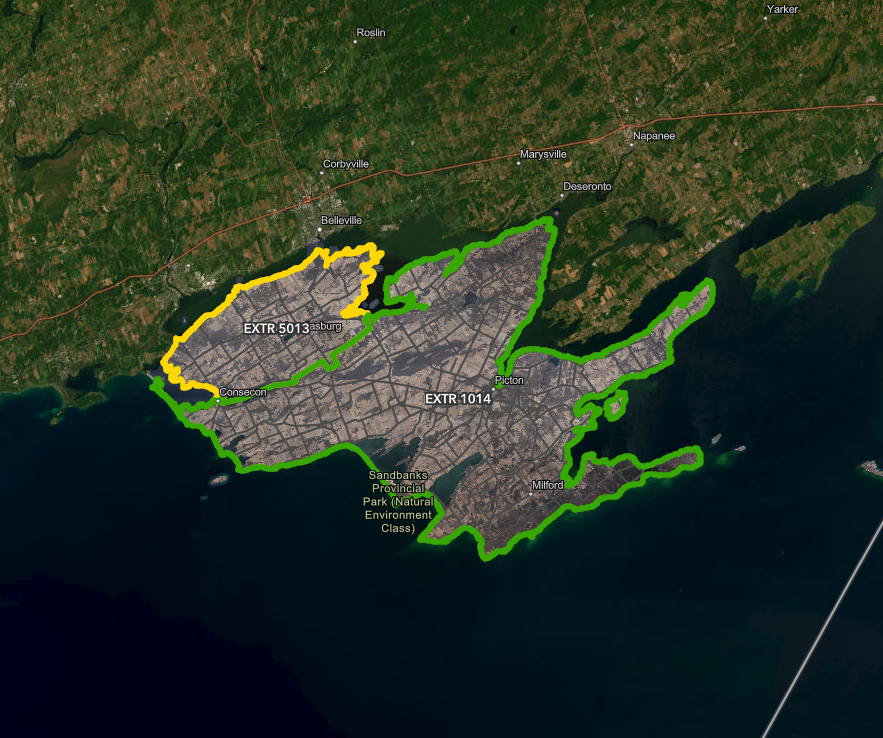 Yarker
Roslin
Napanee
Marysville
Corbyville
Deseronto
Belleville
EXTR 5013
asburg
Picton
Consecon
EXTR 1014
Sandbanks
Provincial
Park (Natural
Environment
Class)
Milford